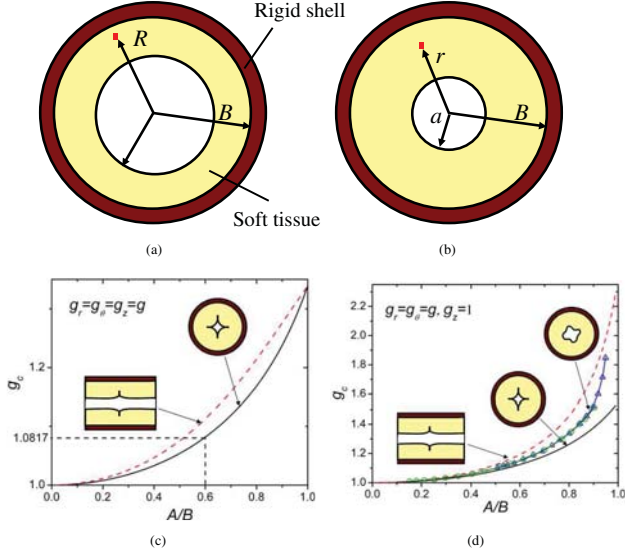 Rigid shell
R
B
Soft tissue
r
a
B
(a)
(b)
g_r=g_θ=g_z=g
g_c
1.2
1.0817
1.0
0.0 0.2 0.4 0.6 0.8 1.0
A/B
(c)
g_r=g_θ=g, g_z=1
g_c
2.2
2.0
1.8
1.6
1.4
1.2
1.0
0.0 0.2 0.4 0.6 0.8 1.0
A/B
(d)